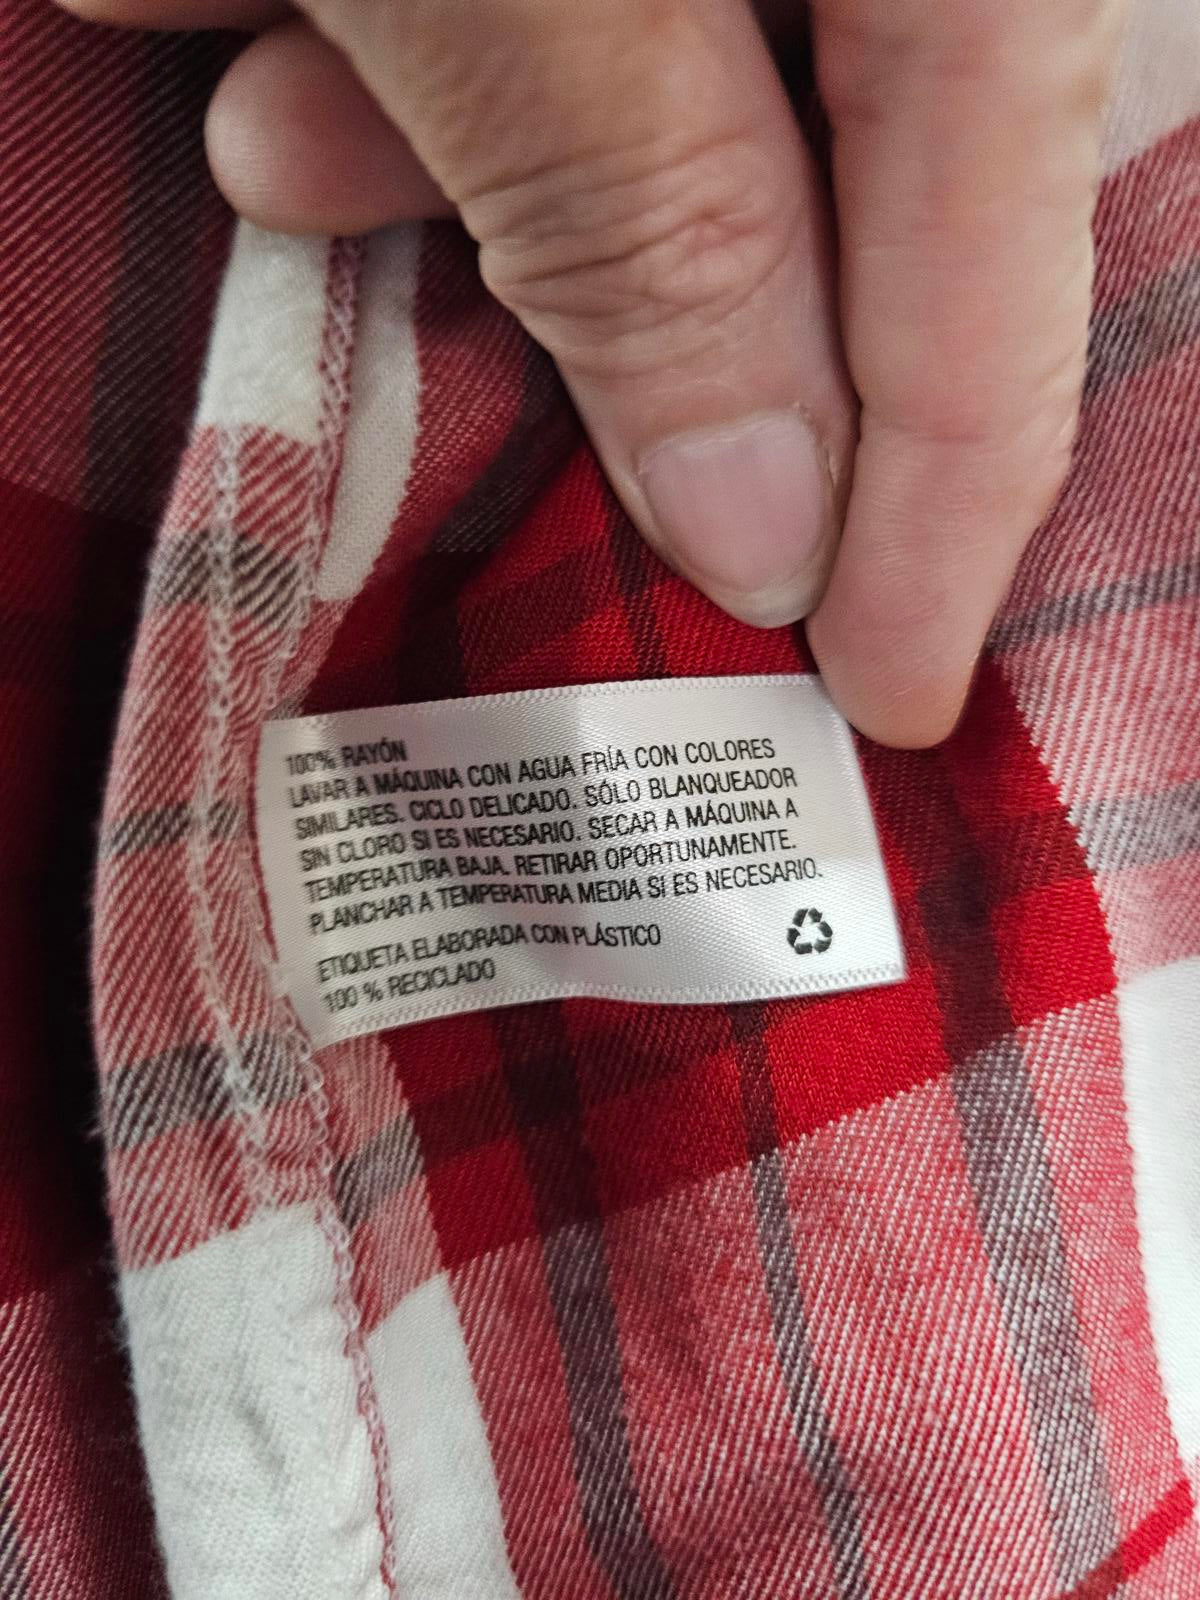 100% RAYÓN
LAVAR A MÁQUINA CON AGUA FRÍA CON COLORES
SIMILARES. CICLO DELICADO. SÓLO BLANQUEADOR
SIN CLORO SI ES NECESARIO. SECAR A MÁQUINA A
TEMPERATURA BAJA. RETIRAR OPORTUNAMENTE.
PLANCHAR A TEMPERATURA MEDIA SI ES NECESARIO.
ETIQUETA ELABORADA CON PLÁSTICO
100 % RECICLADO